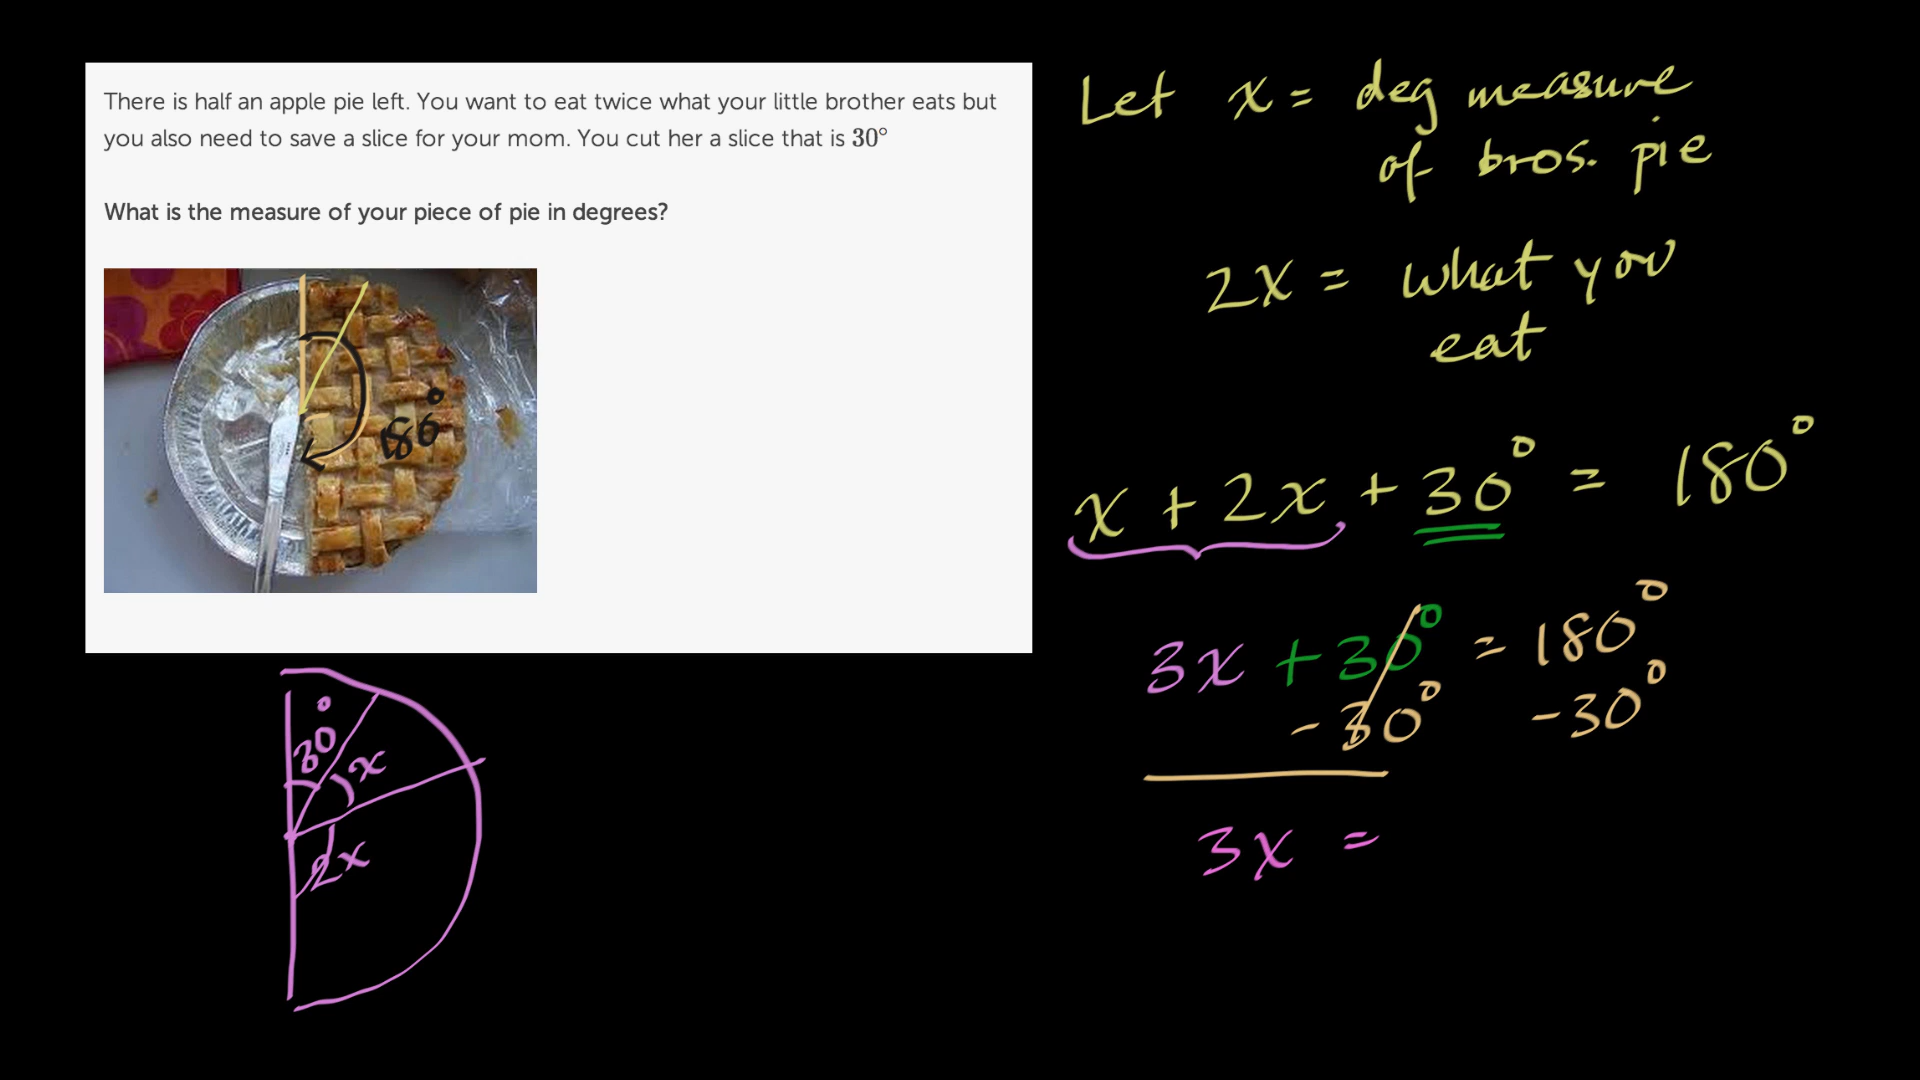 There is half an apple pie left. You want to eat twice what your little brother eats but
you also need to save a slice for your mom. You cut her a slice that is 30°
What is the measure of your piece of pie in degrees?
180°
30°
x
2x
Let x = deg measure
of bros. pie
2x = what you
eat
x + 2x + 30° = 180°
3x + 30° = 180°
-30° -30°
3x =